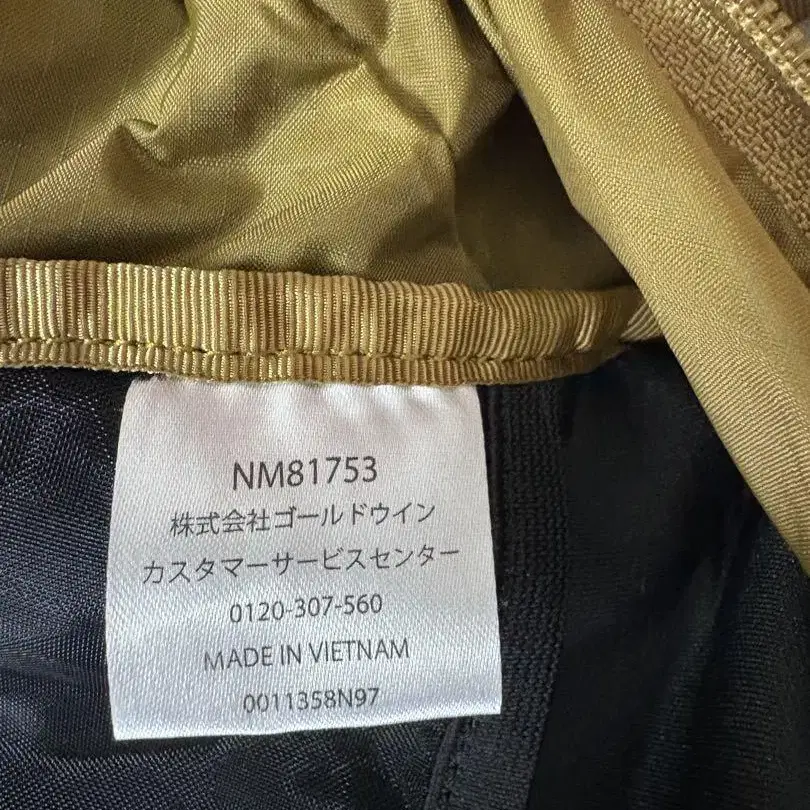 NM81753
株式会社ゴールドウイン
カスタマーサービスセンター
0120-307-560
MADE IN VIETNAM
0011358N97